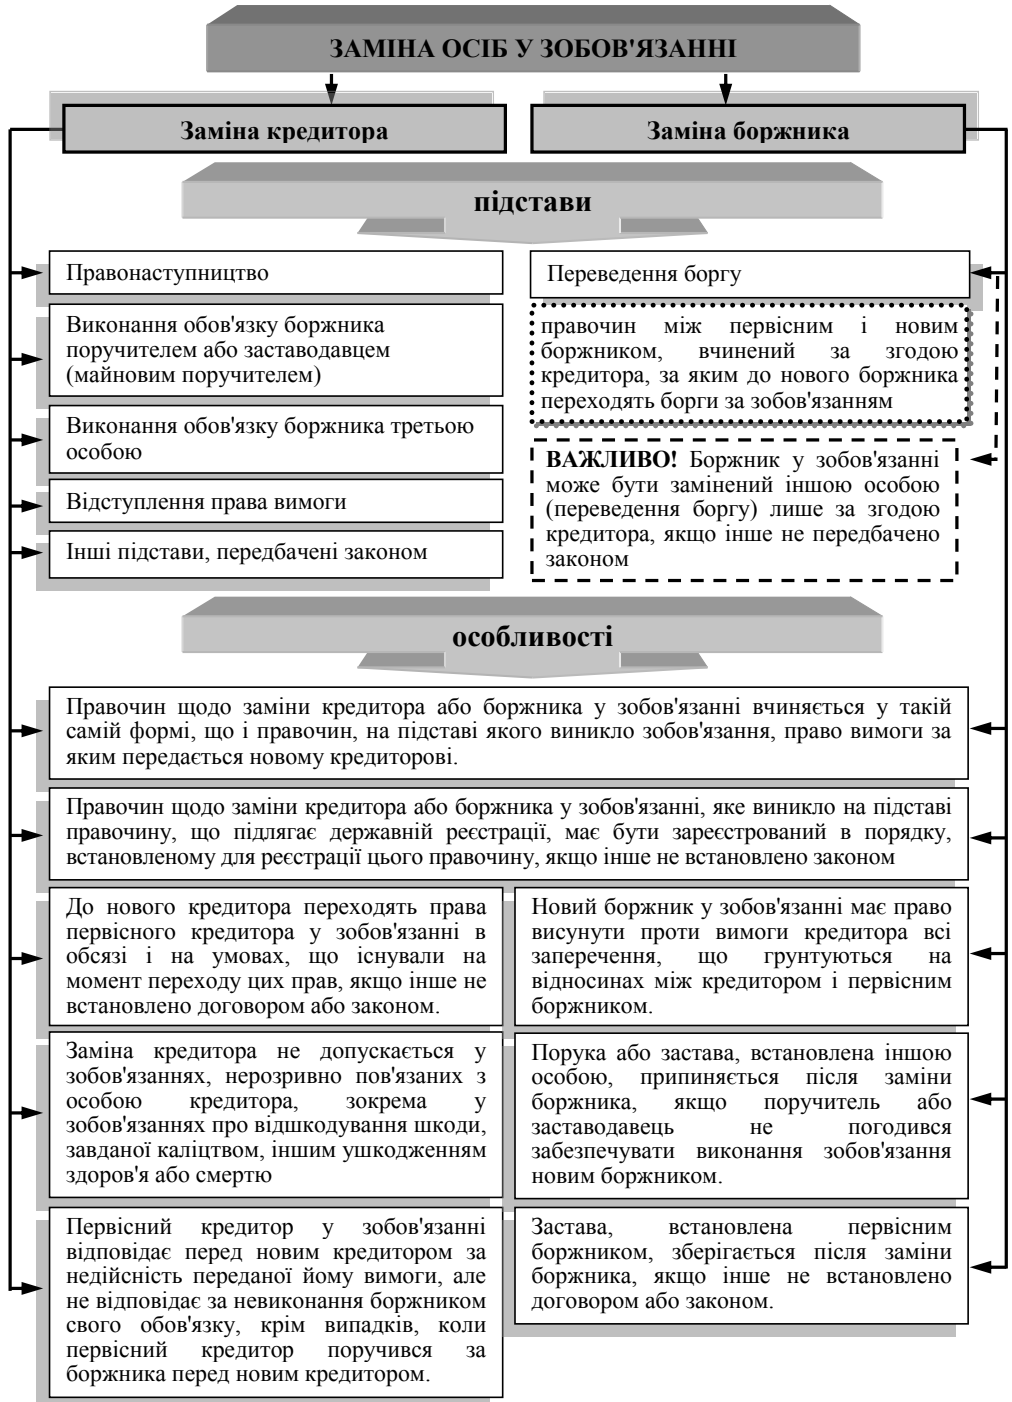 ЗАМІНА ОСІБ У ЗОБОВ'ЯЗАННІ
Заміна кредитора
Заміна боржника
підстави
Правонаступництво
Виконання обов'язку боржника
поручителем або заставодавцем
(майновим поручителем)
Виконання обов'язку боржника третьою
особою
Відступлення права вимоги
Інші підстави, передбачені законом
Переведення боргу
правочин між первісним і новим
боржником, вчинений за згодою
кредитора, за яким до нового боржника
переходять борги за зобов'язанням
ВАЖЛИВО! Боржник у зобов'язанні
може бути замінений іншою особою
(переведення боргу) лише за згодою
кредитора, якщо інше не передбачено
законом
особливості
Правочин щодо заміни кредитора або боржника у зобов'язанні вчиняється у такій
самій формі, що і правочин, на підставі якого виникло зобов'язання, право вимоги за
яким передається новому кредиторові.
Правочин щодо заміни кредитора або боржника у зобов'язанні, яке виникло на підставі
правочину, що підлягає державній реєстрації, має бути зареєстрований в порядку,
встановленому для реєстрації цього правочину, якщо інше не встановлено законом
До нового кредитора переходять права
первісного кредитора у зобов'язанні в
обсязі і на умовах, що існували на
момент переходу цих прав, якщо інше не
встановлено договором або законом.
Новий боржник у зобов'язанні має право
висунути проти вимоги кредитора всі
заперечення, що грунтуються на
відносинах між кредитором і первісним
боржником.
Заміна кредитора не допускається у
зобов'язаннях, нерозривно пов'язаних з
особою кредитора, зокрема у
зобов'язаннях про відшкодування шкоди,
завданої каліцтвом, іншим ушкодженням
здоров'я або смертю
Порука або застава, встановлена іншою
особою, припиняється після заміни
боржника, якщо поручитель або
заставодавець не погодився
забезпечувати виконання зобов'язання
новим боржником.
Первісний кредитор у зобов'язанні
відповідає перед новим кредитором за
недійсність переданої йому вимоги, але
не відповідає за невиконання боржником
свого обов'язку, крім випадків, коли
первісний кредитор поручився за
боржника перед новим кредитором.
Застава, встановлена первісним
боржником, зберігається після заміни
боржника, якщо інше не встановлено
договором або законом.